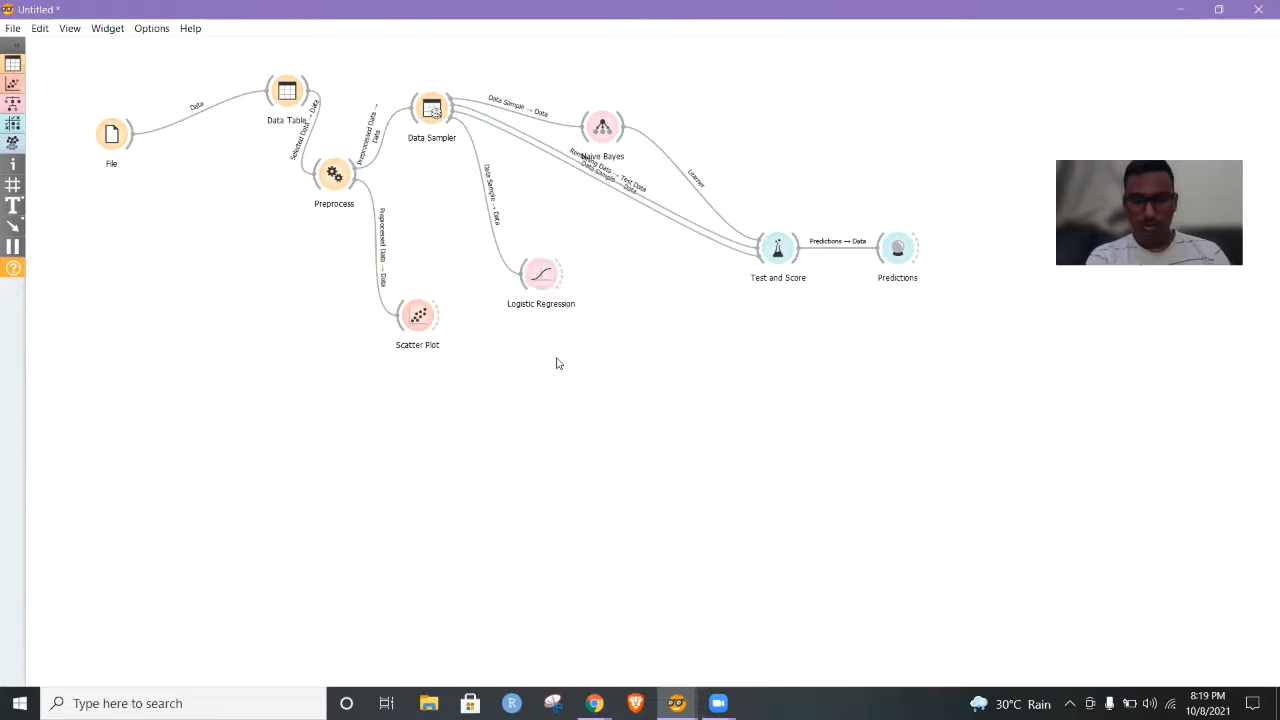 Untitled *
File Edit View Widget Options Help
Data
Data Table
Selected Data → Data
File
Preprocess
Preprocessed Data → Data
Preprocessed Data → Data
Data Sampler
Data Sample → Data
Naive Bayes
Remaining Data → Test Data
Data Sample → Data
Data Sample → Data
Learner
Logistic Regression
Scatter Plot
Test and Score
Predictions → Data
Predictions
Type here to search
30°C Rain
8:19 PM
10/8/2021